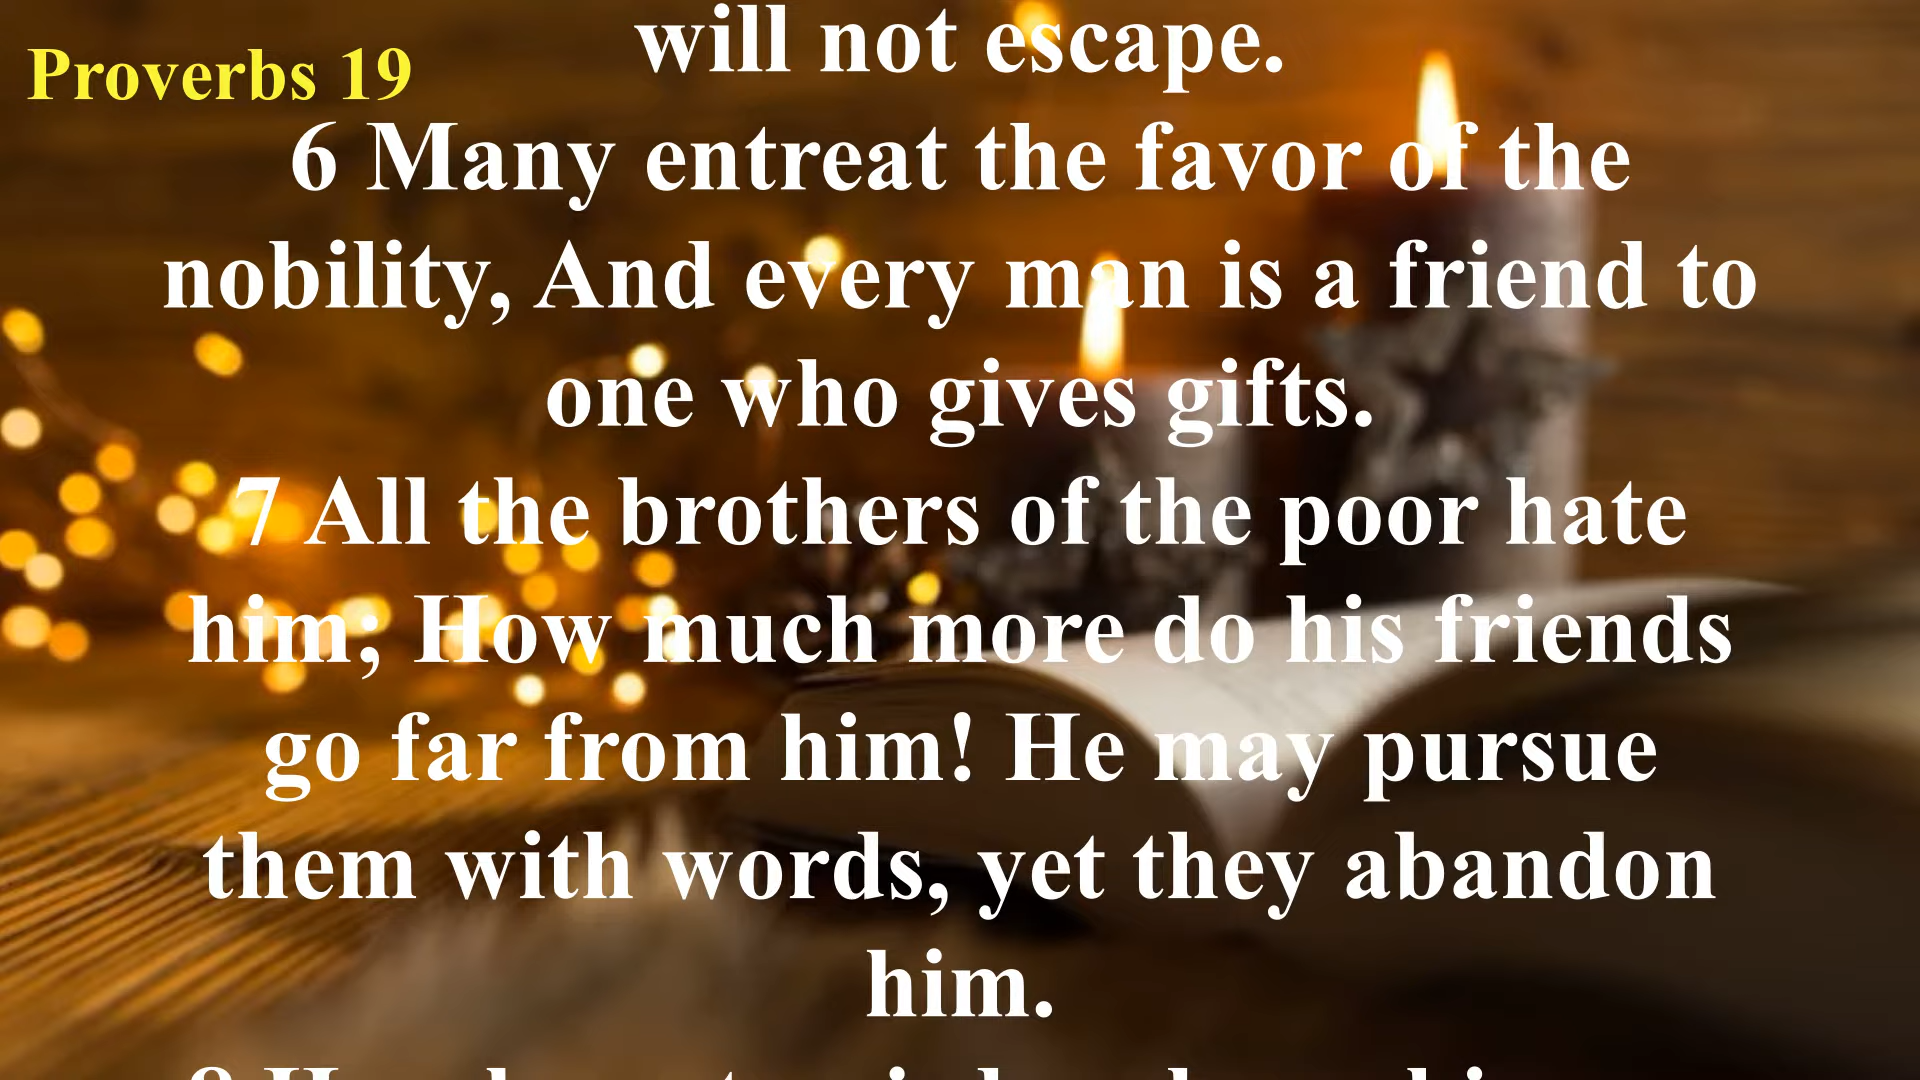 will not escape.
Proverbs 19
6 Many entreat the favor of the
nobility, And every man is a friend to
one who gives gifts.
7 All the brothers of the poor hate
him; How much more do his friends
go far from him! He may pursue
them with words, yet they abandon
him.